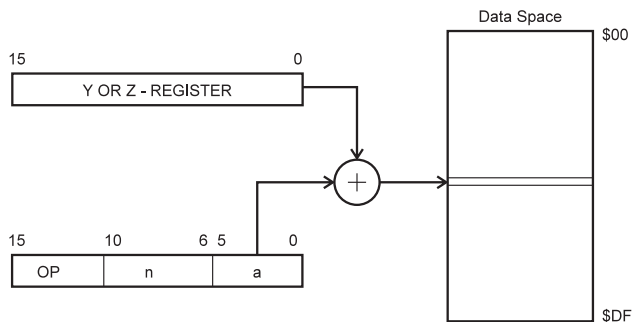 Data Space
$00
15 0
Y OR Z - REGISTER
+
15 10 6 5 0
OP n a
$DF